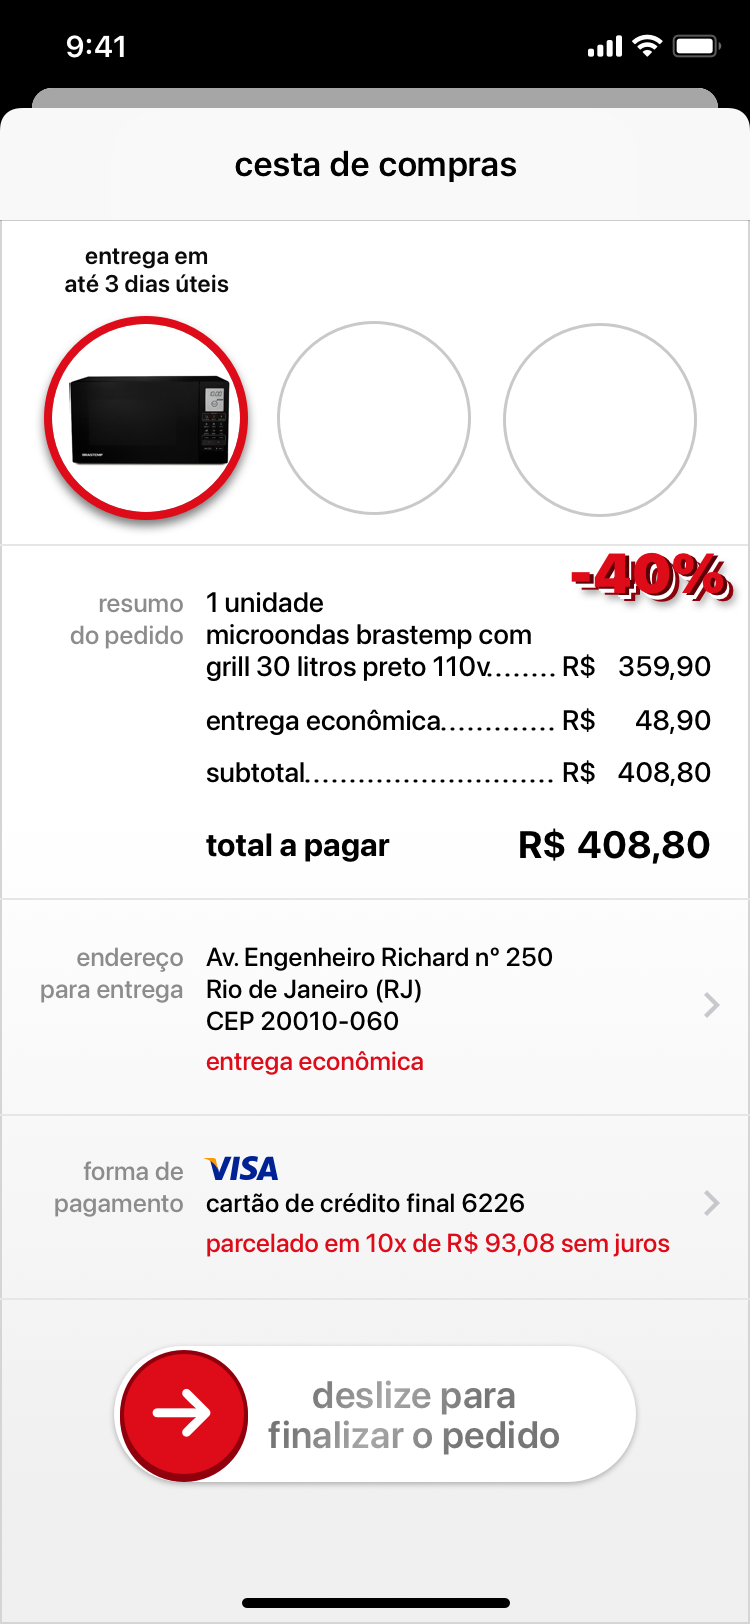 9:41
cesta de compras
entrega em
até 3 dias úteis
BRASTEMP
-40%
resumo
do pedido
1 unidade
microondas brastemp com
grill 30 litros preto 110v........ R$ 359,90
entrega econômica............. R$ 48,90
subtotal............................ R$ 408,80
total a pagar R$ 408,80
endereço
para entrega
Av. Engenheiro Richard nº 250
Rio de Janeiro (RJ)
CEP 20010-060
entrega econômica
forma de
pagamento
VISA
cartão de crédito final 6226
parcelado em 10x de R$ 93,08 sem juros
deslize para
finalizar o pedido